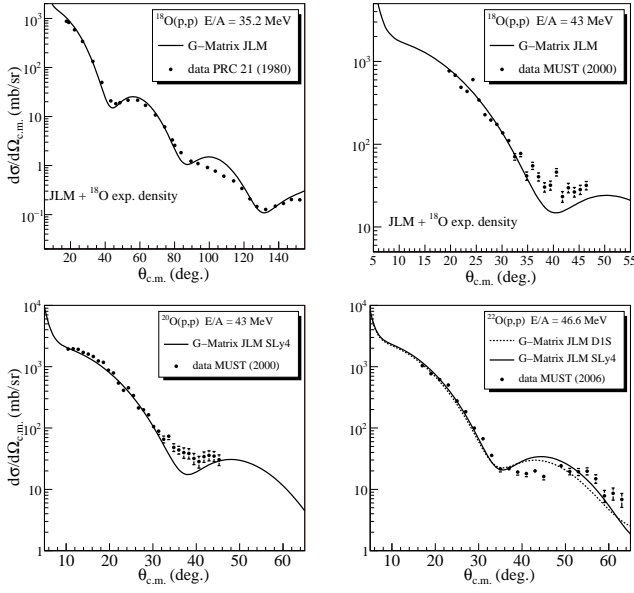 ¹⁸O(p,p) E/A = 35.2 MeV
G−Matrix JLM
data PRC 21 (1980)
JLM + ¹⁸O exp. density
dσ/dΩc.m. (mb/sr)
10³
10²
10
1
10⁻¹
20 40 60 80 100 120 140
θc.m. (deg.)
¹⁸O(p,p) E/A = 43 MeV
G−Matrix JLM
data MUST (2000)
JLM + ¹⁸O exp. density
10³
10²
10
5 10 15 20 25 30 35 40 45 50 55
θc.m. (deg.)
²⁰O(p,p) E/A = 43 MeV
G−Matrix JLM SLy4
data MUST (2000)
dσ/dΩc.m. (mb/sr)
10⁴
10³
10²
10
1
10 20 30 40 50 60
θc.m. (deg.)
²²O(p,p) E/A = 46.6 MeV
G−Matrix JLM D1S
G−Matrix JLM SLy4
data MUST (2006)
10⁴
10³
10²
10
1
10 20 30 40 50 60
θc.m. (deg.)